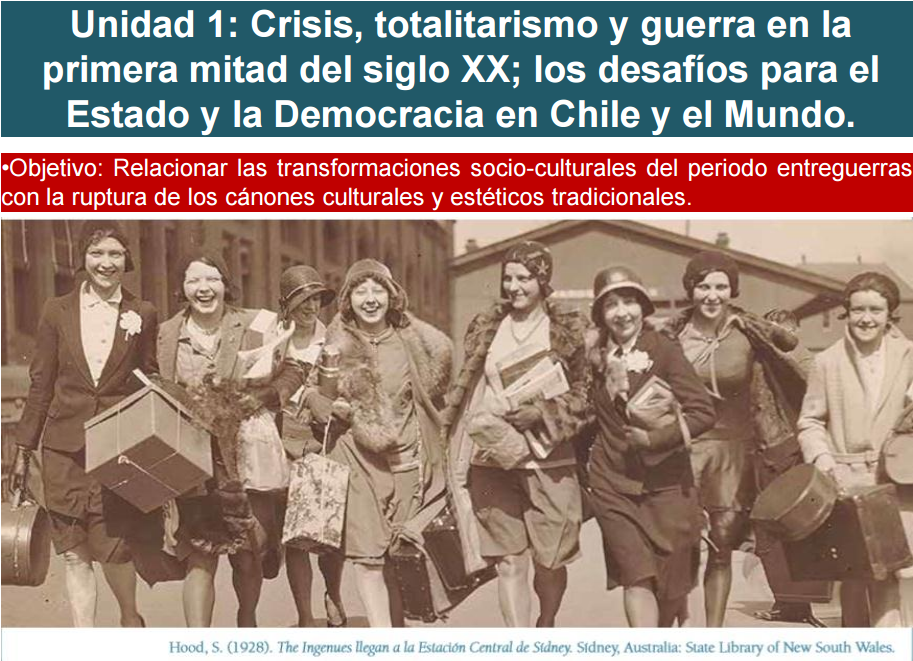 Unidad 1: Crisis, totalitarismo y guerra en la
primera mitad del siglo XX; los desafíos para el
Estado y la Democracia en Chile y el Mundo.
•Objetivo: Relacionar las transformaciones socio-culturales del periodo entreguerras
con la ruptura de los cánones culturales y estéticos tradicionales.
Hood, S. (1928). The Ingenues llegan a la Estación Central de Sídney. Sídney, Australia: State Library of New South Wales.